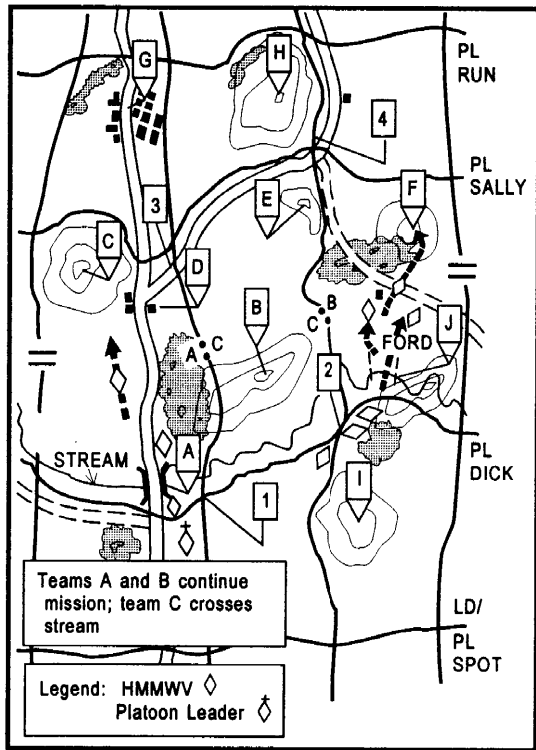 G
H
PL
RUN
4
PL
SALLY
F
E
3
C
D
B
B
C
FORD
J
C
A
2
STREAM
A
PL
DICK
1
I
Teams A and B continue
mission; team C crosses
stream
LD/
PL
SPOT
Legend: HMMWV
Platoon Leader